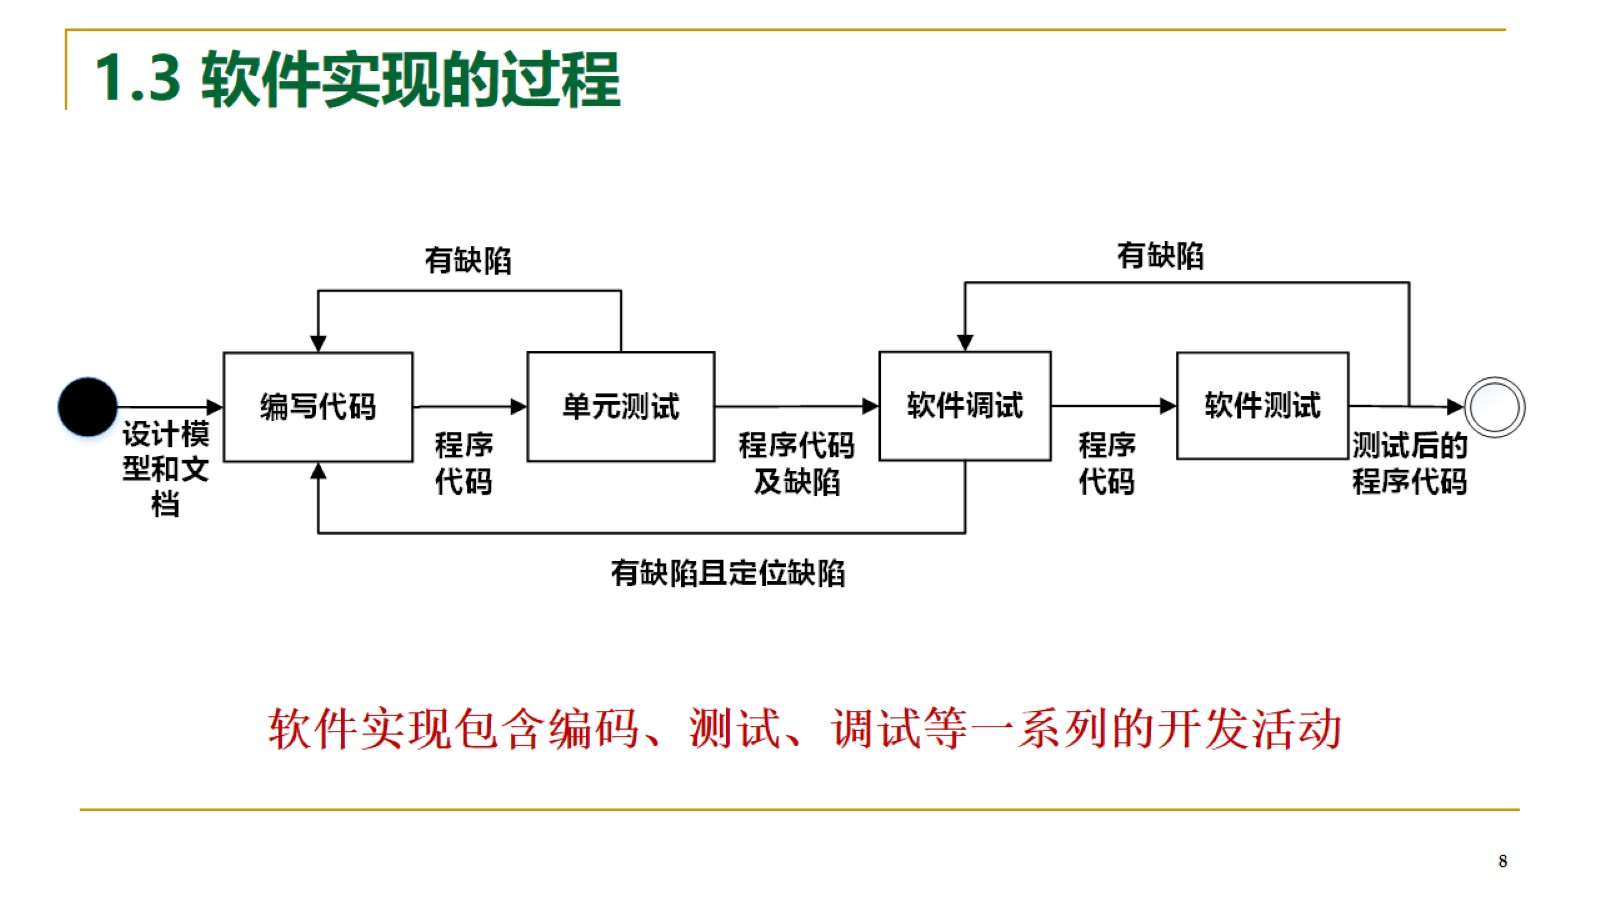 1.3 软件实现的过程
有缺陷
有缺陷
编写代码
单元测试
软件调试
软件测试
设计模
型和文
档
程序
代码
程序代码
及缺陷
程序
代码
测试后的
程序代码
有缺陷且定位缺陷
软件实现包含编码、测试、调试等一系列的开发活动
8